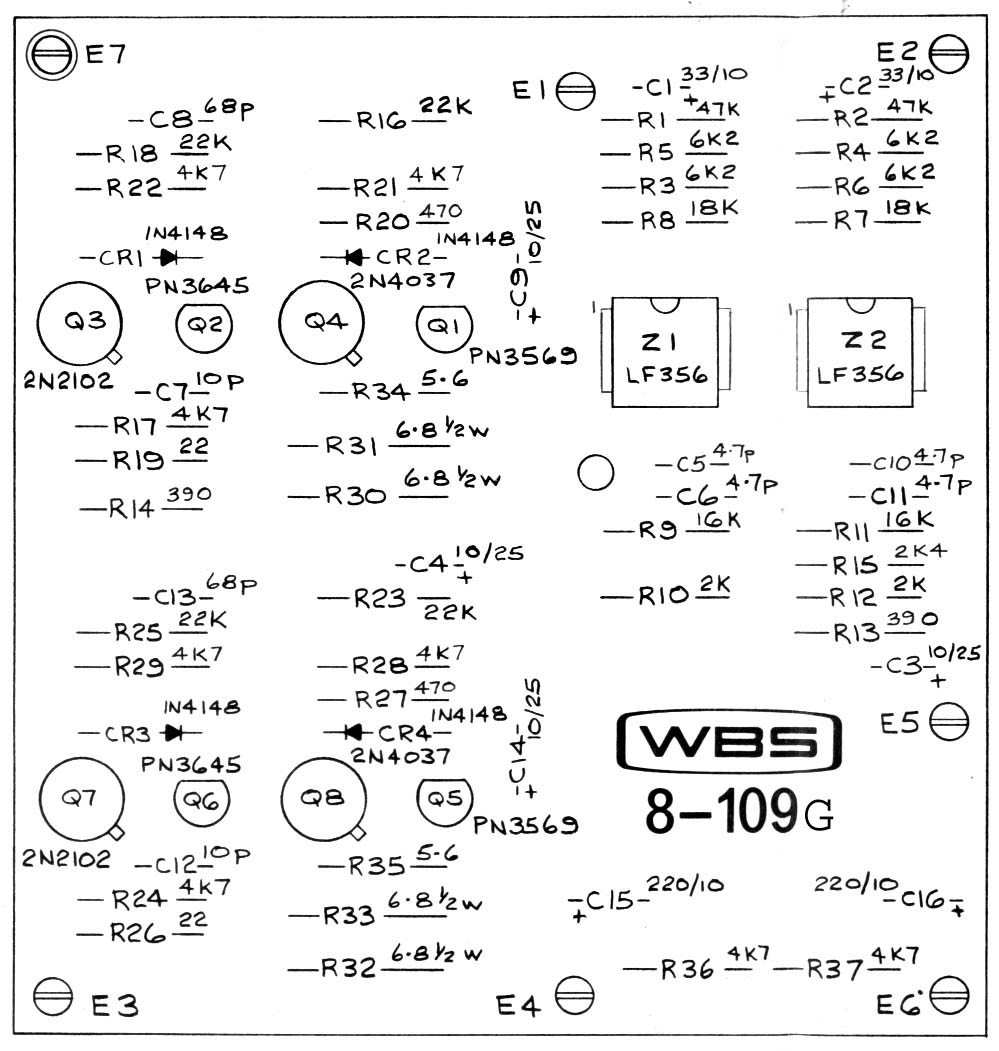 E7
E2
E1
C1 33/10 +
+ C2 33/10
C8 68p
R16 22K
R1 47K
R2 47K
R18 22K
R5 6K2
R4 6K2
R22 4K7
R21 4K7
R3 6K2
R6 6K2
R20 470
R8 18K
R7 18K
1N4148
CR1
CR2 1N4148
+ C9 10/25
PN3645
2N4037
Q3
Q2
Q4
Q1
1
Z1
LF356
1
Z2
LF356
2N2102
PN3569
C7 10p
R34 5.6
R17 4K7
R31 6.8 ½W
R19 22
R30 6.8 ½W
C5 4.7p
C10 4.7p
C6 4.7p
C11 4.7p
R14 390
R9 16K
R11 16K
C4 10/25 +
R15 2K4
C13 68p
R23 22K
R10 2K
R12 2K
R25 22K
R13 390
R29 4K7
R28 4K7
C3 10/25 +
R27 470
1N4148
CR3
CR4 1N4148
+ C14 10/25
E5
WBS
8-109G
PN3645
2N4037
Q7
Q6
Q8
Q5
2N2102
PN3569
C12 10p
R35 5.6
R24 4K7
R33 6.8 ½W
+ C15 220/10
220/10 C16 +
R26 22
R32 6.8 ½W
R36 4K7
R37 4K7
E3
E4
E6